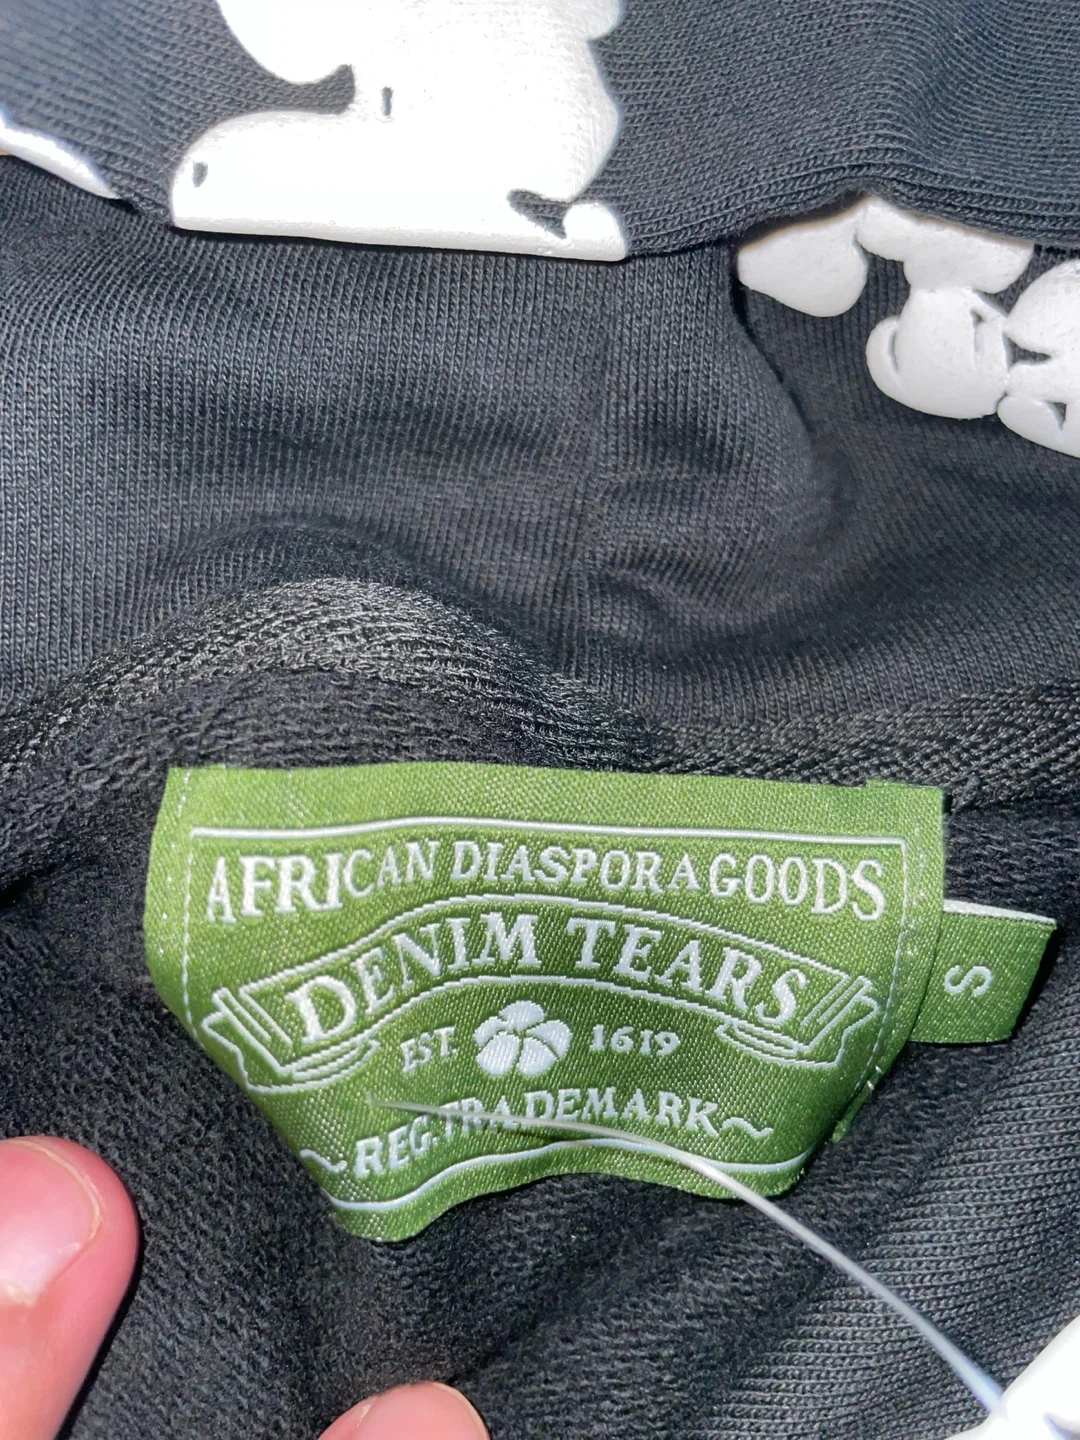 AFRICAN DIASPORA GOODS
DENIM TEARS
EST. 1619
~REG. TRADEMARK~
S